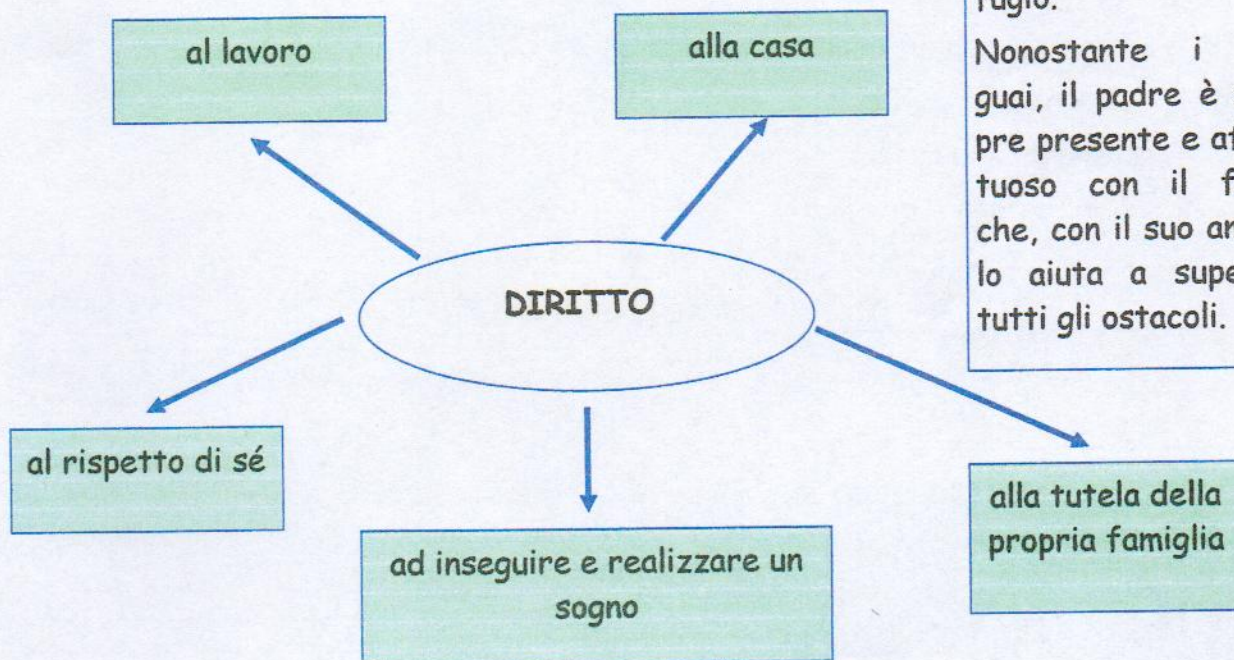 al lavoro
alla casa
Nonostante i
guai, il padre è
pre presente e
tuoso con il
che, con il suo
lo aiuta a
tutti gli ostacoli.
DIRITTO
al rispetto di sé
ad inseguire e realizzare un
sogno
alla tutela della
propria famiglia